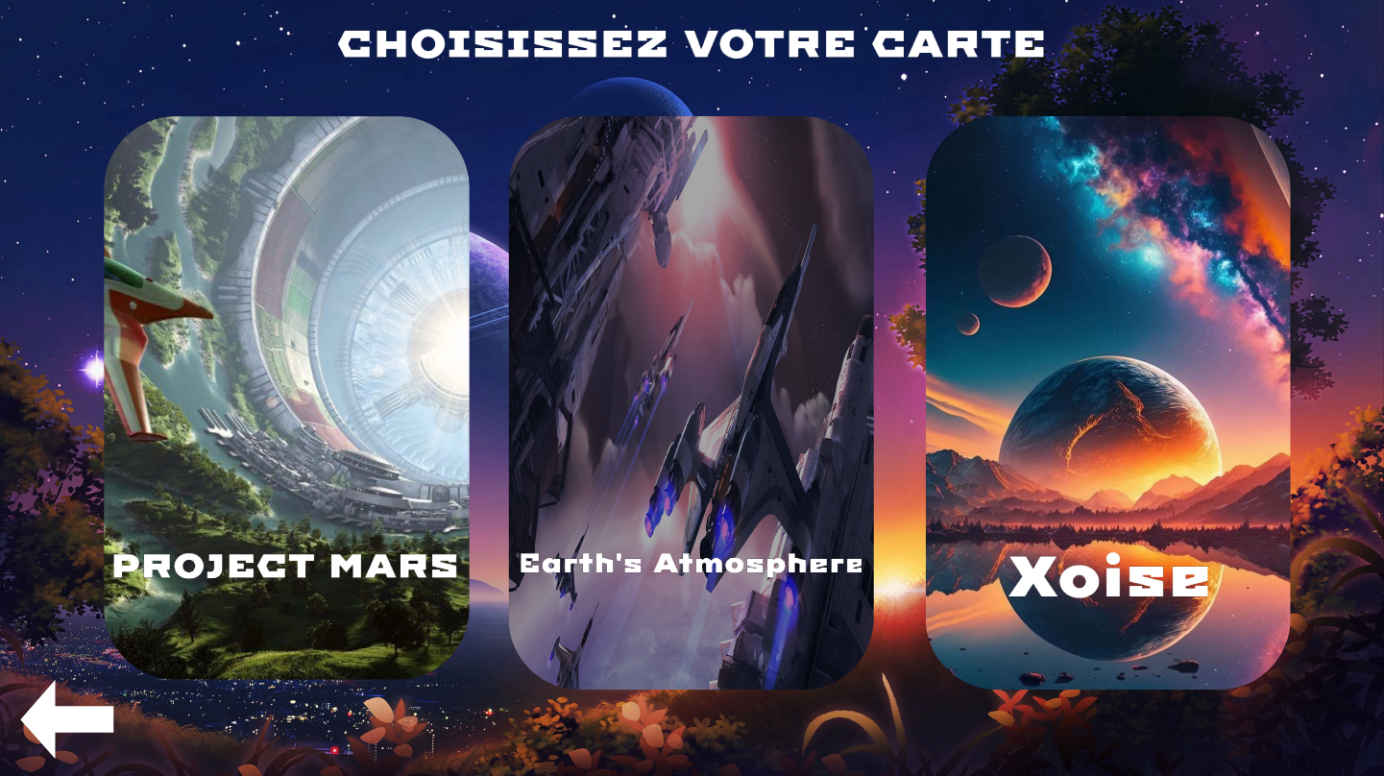 CHOISISSEZ VOTRE CARTE
PROJECT MARS
Earth's Atmosphere
Xoise